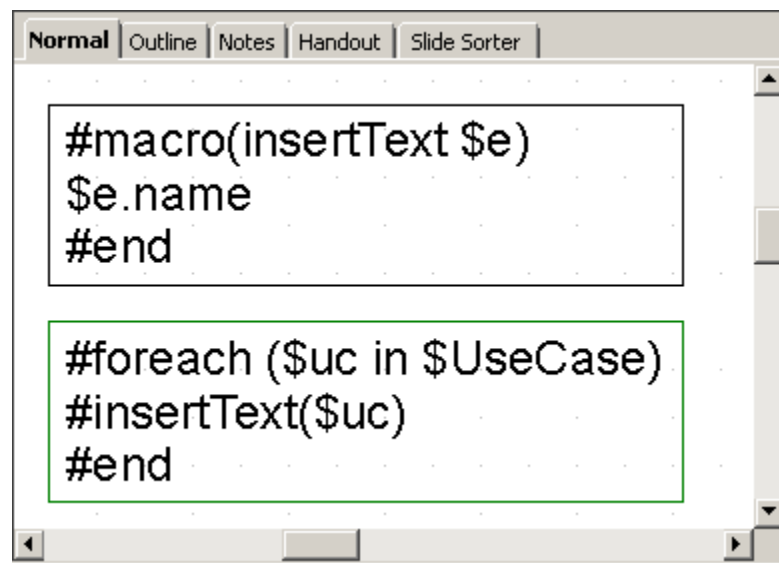 Normal Outline Notes Handout Slide Sorter
#macro(insertText $e)
$e.name
#end
#foreach ($uc in $UseCase)
#insertText($uc)
#end